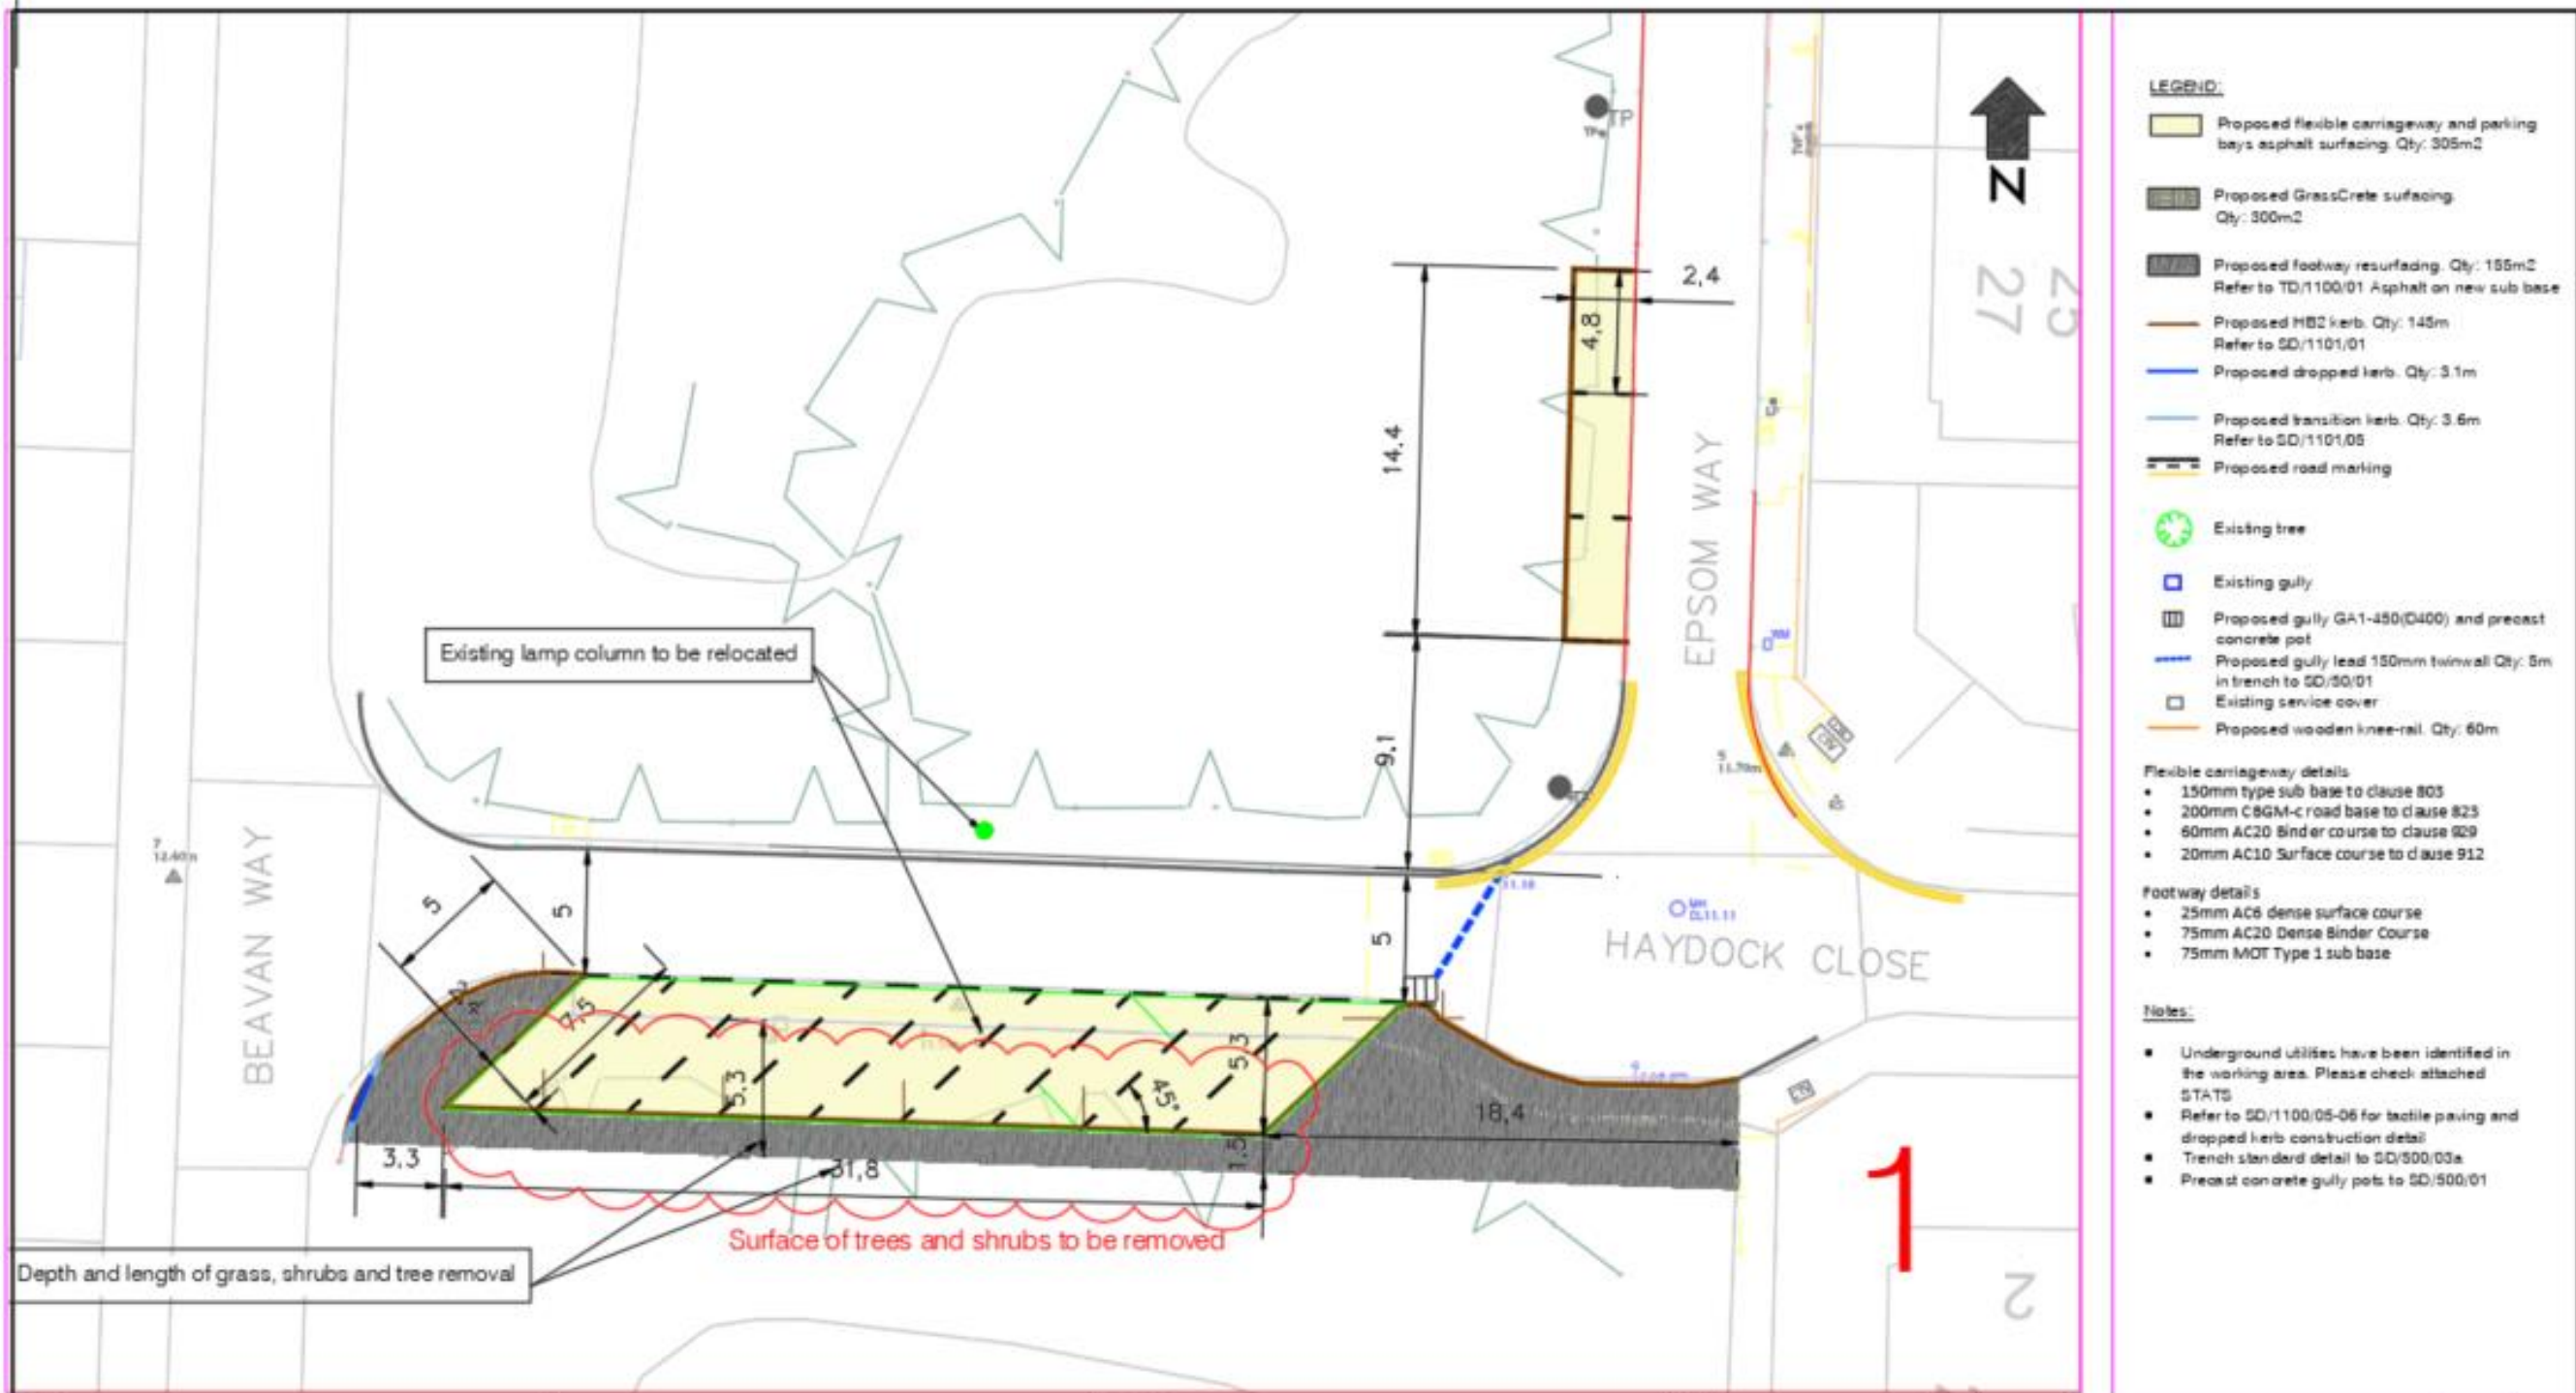 TP
TPs
2,4
4,8
14.4
9.1
EPSOM WAY
25
27
N
Existing lamp column to be relocated
BEAVAN WAY
12.60m
5
5
5
7.5
5.3
5.3
45°
1.5
3.3
31,8
18,4
11.70m
MH
CL11.11
11.18
HAYDOCK CLOSE
CTV
Surface of trees and shrubs to be removed
Depth and length of grass, shrubs and tree removal
1
2
LEGEND:
Proposed flexible carriageway and parking
bays asphalt surfacing. Qty: 305m2
Proposed GrassCrete surfacing.
Qty: 300m2
Proposed footway resurfacing. Qty: 155m2
Refer to TD/1100/01 Asphalt on new sub base
Proposed HB2 kerb. Qty: 145m
Refer to SD/1101/01
Proposed dropped kerb. Qty: 3.1m
Proposed transition kerb. Qty: 3.6m
Refer to SD/1101/05
Proposed road marking
Existing tree
Existing gully
Proposed gully GA1-450(D400) and precast
concrete pot
Proposed gully lead 150mm twinwall Qty: 5m
in trench to SD/50/01
Existing service cover
Proposed wooden knee-rail. Qty: 60m
Flexible carriageway details
• 150mm type sub base to clause 803
• 200mm CBGM-c road base to clause 823
• 60mm AC20 Binder course to clause 929
• 20mm AC10 Surface course to clause 912
Footway details
• 25mm AC6 dense surface course
• 75mm AC20 Dense Binder Course
• 75mm MOT Type 1 sub base
Notes:
▪ Underground utilities have been identified in
the working area. Please check attached
STATS
▪ Refer to SD/1100/05-06 for tactile paving and
dropped kerb construction detail
▪ Trench standard detail to SD/500/03a
▪ Precast concrete gully pots to SD/500/01